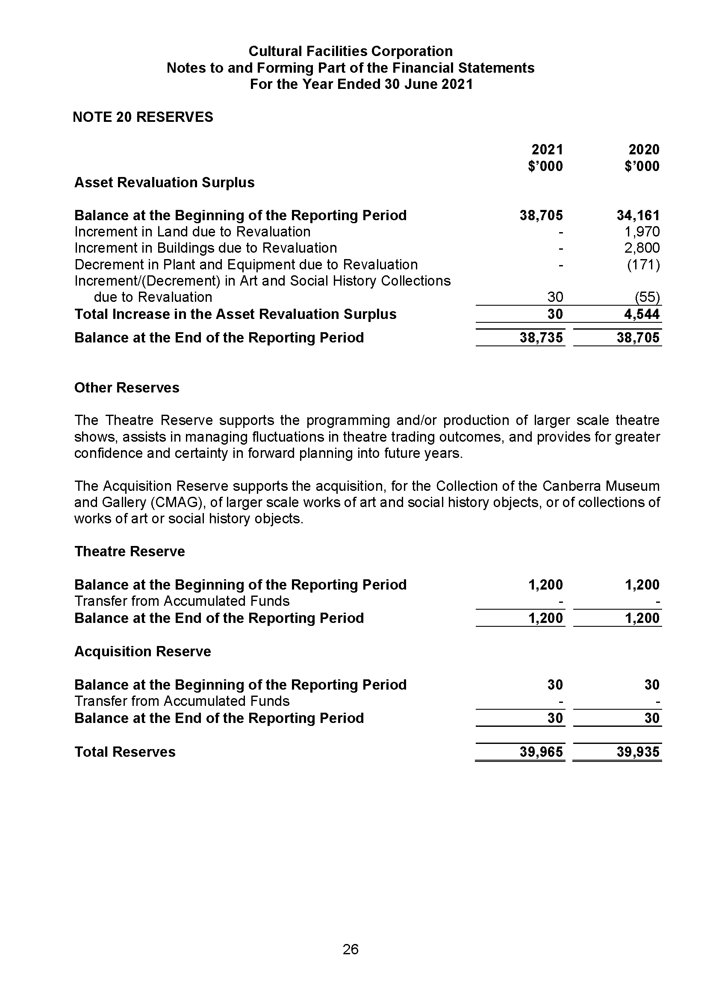 Cultural Facilities Corporation
Notes to and Forming Part of the Financial Statements
For the Year Ended 30 June 2021
NOTE 20 RESERVES
2021 2020
$’000 $’000
Asset Revaluation Surplus
Balance at the Beginning of the Reporting Period 38,705 34,161
Increment in Land due to Revaluation - 1,970
Increment in Buildings due to Revaluation - 2,800
Decrement in Plant and Equipment due to Revaluation - (171)
Increment/(Decrement) in Art and Social History Collections
due to Revaluation 30 (55)
Total Increase in the Asset Revaluation Surplus 30 4,544
Balance at the End of the Reporting Period 38,735 38,705
Other Reserves
The Theatre Reserve supports the programming and/or production of larger scale theatre
shows, assists in managing fluctuations in theatre trading outcomes, and provides for greater
confidence and certainty in forward planning into future years.
The Acquisition Reserve supports the acquisition, for the Collection of the Canberra Museum
and Gallery (CMAG), of larger scale works of art and social history objects, or of collections of
works of art or social history objects.
Theatre Reserve
Balance at the Beginning of the Reporting Period 1,200 1,200
Transfer from Accumulated Funds - -
Balance at the End of the Reporting Period 1,200 1,200
Acquisition Reserve
Balance at the Beginning of the Reporting Period 30 30
Transfer from Accumulated Funds - -
Balance at the End of the Reporting Period 30 30
Total Reserves 39,965 39,935
26